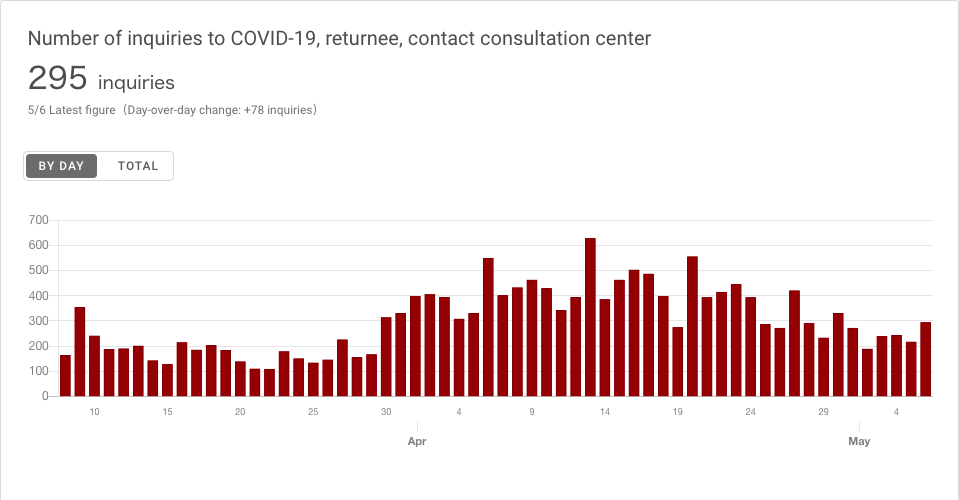 Number of inquiries to COVID-19, returnee, contact consultation center
295 inquiries
5/6 Latest figure（Day-over-day change: +78 inquiries）
BY DAY TOTAL
700
600
500
400
300
200
100
0
10 15 20 25 30 4 9 14 19 24 29 4
Apr May